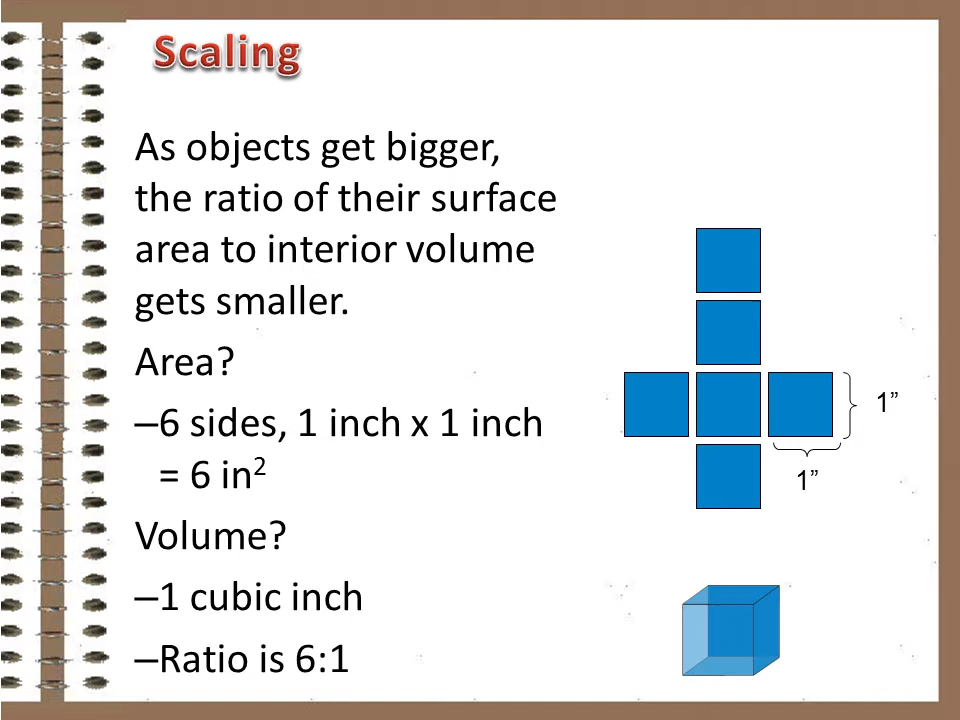 Scaling
As objects get bigger,
the ratio of their surface
area to interior volume
gets smaller.
Area?
–6 sides, 1 inch x 1 inch
= 6 in²
Volume?
–1 cubic inch
–Ratio is 6:1
1”
1”